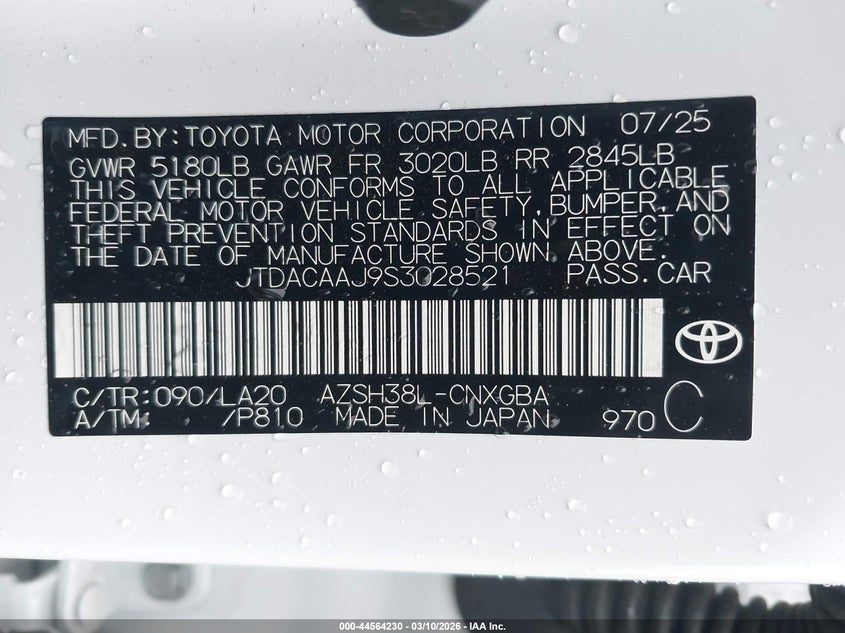 MFD.BY:TOYOTA MOTOR CORPORATION 07/25
GVWR 5180LB GAWR FR 3020LB RR 2845LB
THIS VEHICLE CONFORMS TO ALL APPLICABLE
FEDERAL MOTOR VEHICLE SAFETY,BUMPER,AND
THEFT PREVENTION STANDARDS IN EFFECT ON
THE DATE OF MANUFACTURE SHOWN ABOVE.
JTDACAAJ9S3028521 PASS.CAR
C/TR:090/LA20 AZSH38L-CNXGBA
A/TM: /P810 MADE IN JAPAN 970 C
000-44564230 - 03/10/2026 - IAA Inc.